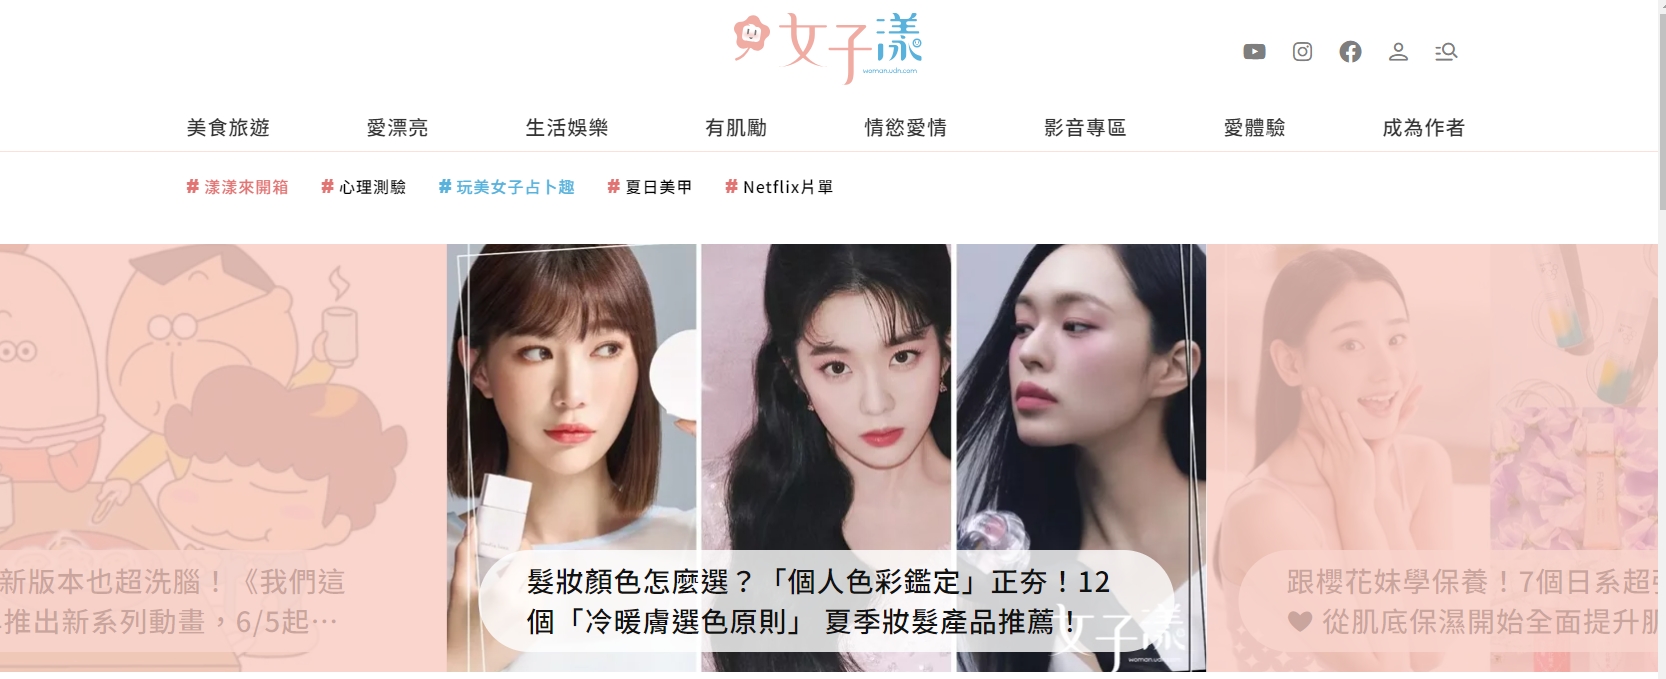 女子漾
woman.udn.com
美食旅遊 愛漂亮 生活娛樂 有肌勵 情慾愛情 影音專區 愛體驗 成為作者
# 漾漾來開箱 # 心理測驗 # 玩美女子占卜趣 # 夏日美甲 # Netflix片單
新版本也超洗腦！《我們這
推出新系列動畫，6/5起…
髮妝顏色怎麼選？「個人色彩鑑定」正夯！12
個「冷暖膚選色原則」 夏季妝髮產品推薦！
女子漾
woman.udn.com
跟櫻花妹學保養！7個日系超
♥ 從肌底保濕開始全面提升肌